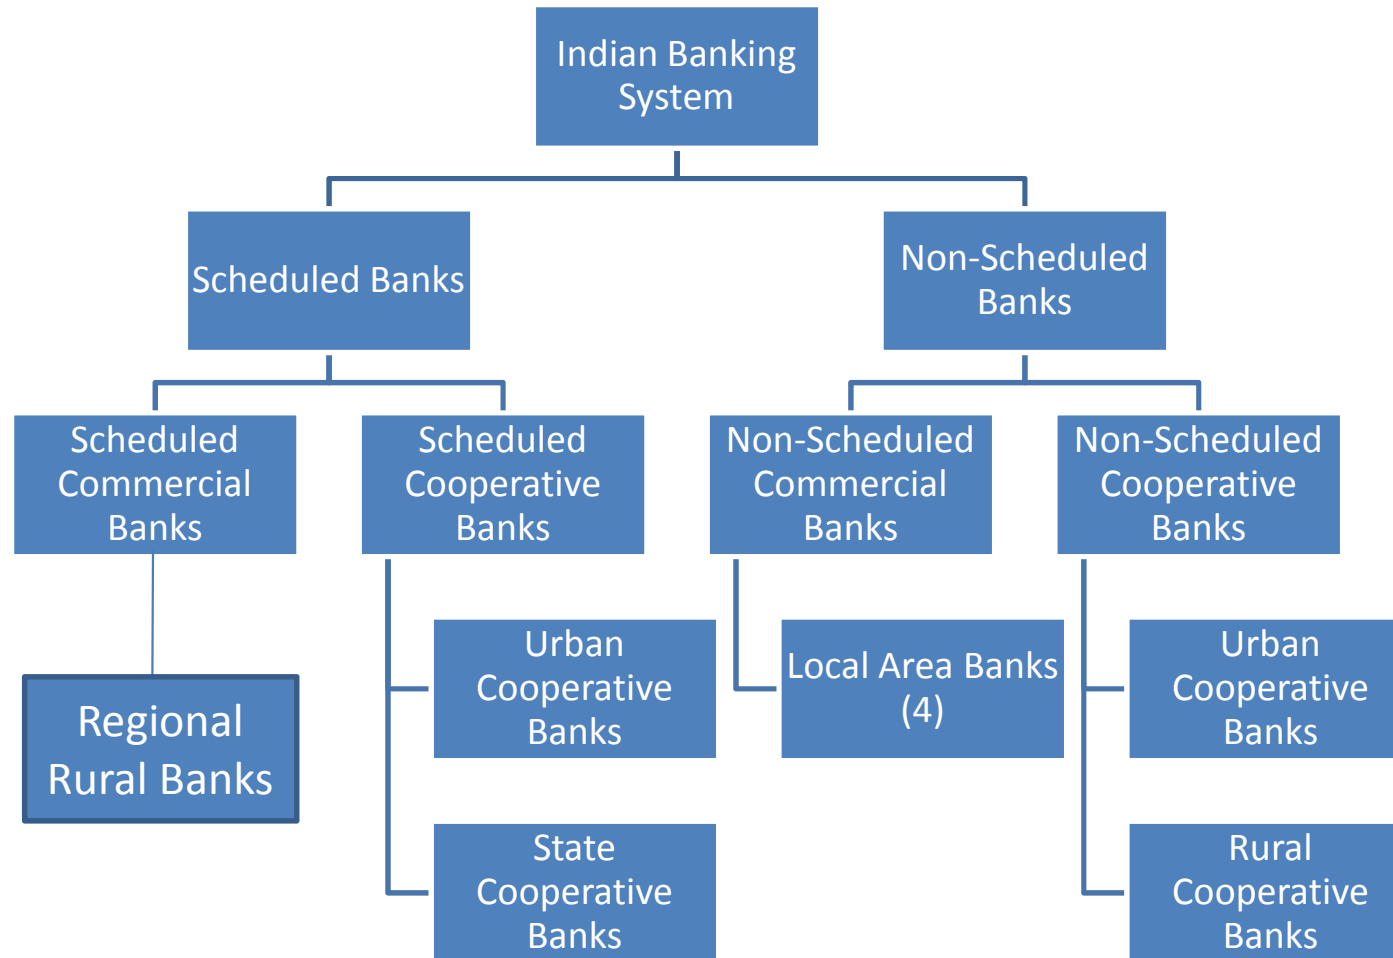 Indian Banking
System
Scheduled Banks
Non-Scheduled
Banks
Scheduled
Commercial
Banks
Scheduled
Cooperative
Banks
Non-Scheduled
Commercial
Banks
Non-Scheduled
Cooperative
Banks
Regional
Rural Banks
Urban
Cooperative
Banks
Local Area Banks
(4)
Urban
Cooperative
Banks
State
Cooperative
Banks
Rural
Cooperative
Banks